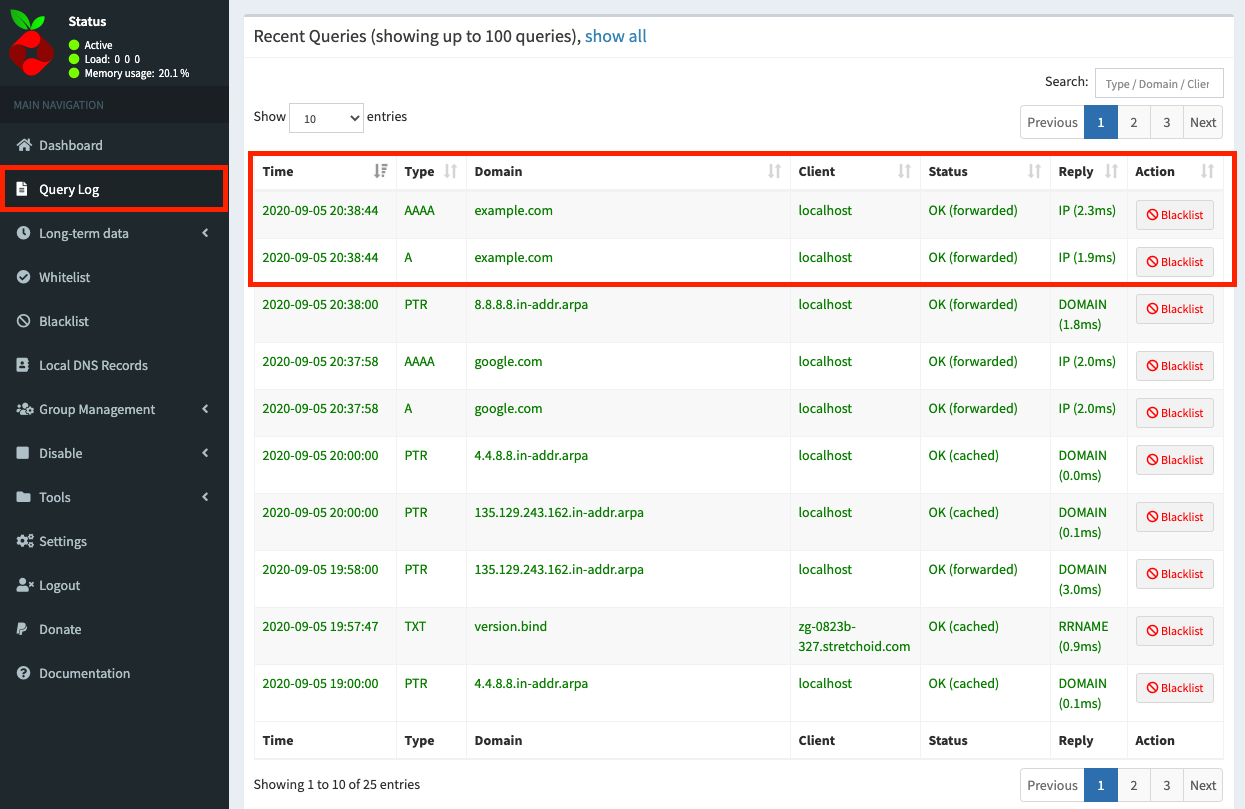 Status
Active
Load: 0 0 0
Memory usage: 20.1 %
MAIN NAVIGATION
Dashboard
Query Log
Long-term data
Whitelist
Blacklist
Local DNS Records
Group Management
Disable
Tools
Settings
Logout
Donate
Documentation
Recent Queries (showing up to 100 queries), show all
Search: Type / Domain / Clier
Show 10 entries
Previous 1 2 3 Next
Time Type Domain Client Status Reply Action
2020-09-05 20:38:44 AAAA example.com localhost OK (forwarded) IP (2.3ms) Blacklist
2020-09-05 20:38:44 A example.com localhost OK (forwarded) IP (1.9ms) Blacklist
2020-09-05 20:38:00 PTR 8.8.8.8.in-addr.arpa localhost OK (forwarded) DOMAIN Blacklist
(1.8ms)
2020-09-05 20:37:58 AAAA google.com localhost OK (forwarded) IP (2.0ms) Blacklist
2020-09-05 20:37:58 A google.com localhost OK (forwarded) IP (2.0ms) Blacklist
2020-09-05 20:00:00 PTR 4.4.8.8.in-addr.arpa localhost OK (cached) DOMAIN Blacklist
(0.0ms)
2020-09-05 20:00:00 PTR 135.129.243.162.in-addr.arpa localhost OK (cached) DOMAIN Blacklist
(0.1ms)
2020-09-05 19:58:00 PTR 135.129.243.162.in-addr.arpa localhost OK (forwarded) DOMAIN Blacklist
(3.0ms)
2020-09-05 19:57:47 TXT version.bind zg-0823b- OK (cached) RRNAME Blacklist
327.stretchoid.com (0.9ms)
2020-09-05 19:00:00 PTR 4.4.8.8.in-addr.arpa localhost OK (cached) DOMAIN Blacklist
(0.1ms)
Time Type Domain Client Status Reply Action
Showing 1 to 10 of 25 entries
Previous 1 2 3 Next